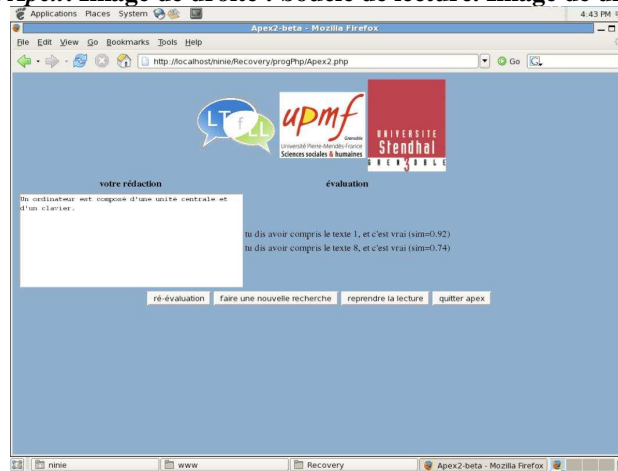 Apex. Image de droite : Boucle de lecture. Image de
Applications Places System 4:43 PM
Apex2-beta - Mozilla Firefox
File Edit View Go Bookmarks Tools Help
http://localhost/ninie/Recovery/progPhp/Apex2.php Go
LTfLL
upmf
Grenoble
Université Pierre-Mendès-France
Sciences sociales & humaines
UNIVERSITE
Stendhal
GRENOBLE 3
votre rédaction évaluation
Un ordinateur est composé d'une unité centrale et
d'un clavier.
tu dis avoir compris le texte 1, et c'est vrai (sim=0.92)
tu dis avoir compris le texte 8, et c'est vrai (sim=0.74)
ré-évaluation faire une nouvelle recherche reprendre la lecture quitter apex
ninie www Recovery Apex2-beta - Mozilla Firefox